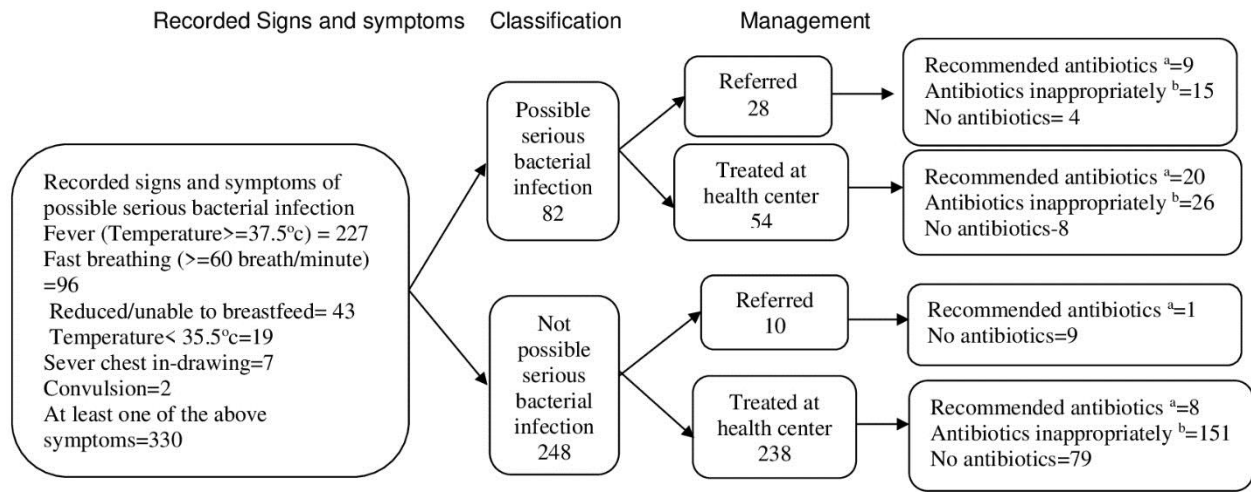 Recorded Signs and symptoms
Classification
Management
Recorded signs and symptoms of
possible serious bacterial infection
Fever (Temperature>=37.5°c) = 227
Fast breathing (>=60 breath/minute)
=96
Reduced/unable to breastfeed= 43
Temperature< 35.5°c=19
Sever chest in-drawing=7
Convulsion=2
At least one of the above
symptoms=330
Possible
serious
bacterial
infection
82
Not
possible
serious
bacterial
infection
248
Referred
28
Treated at
health center
54
Referred
10
Treated at
health center
238
Recommended antibiotics ᵃ=9
Antibiotics inappropriately ᵇ=15
No antibiotics= 4
Recommended antibiotics ᵃ=20
Antibiotics inappropriately ᵇ=26
No antibiotics-8
Recommended antibiotics ᵃ=1
No antibiotics=9
Recommended antibiotics ᵃ=8
Antibiotics inappropriately ᵇ=151
No antibiotics=79